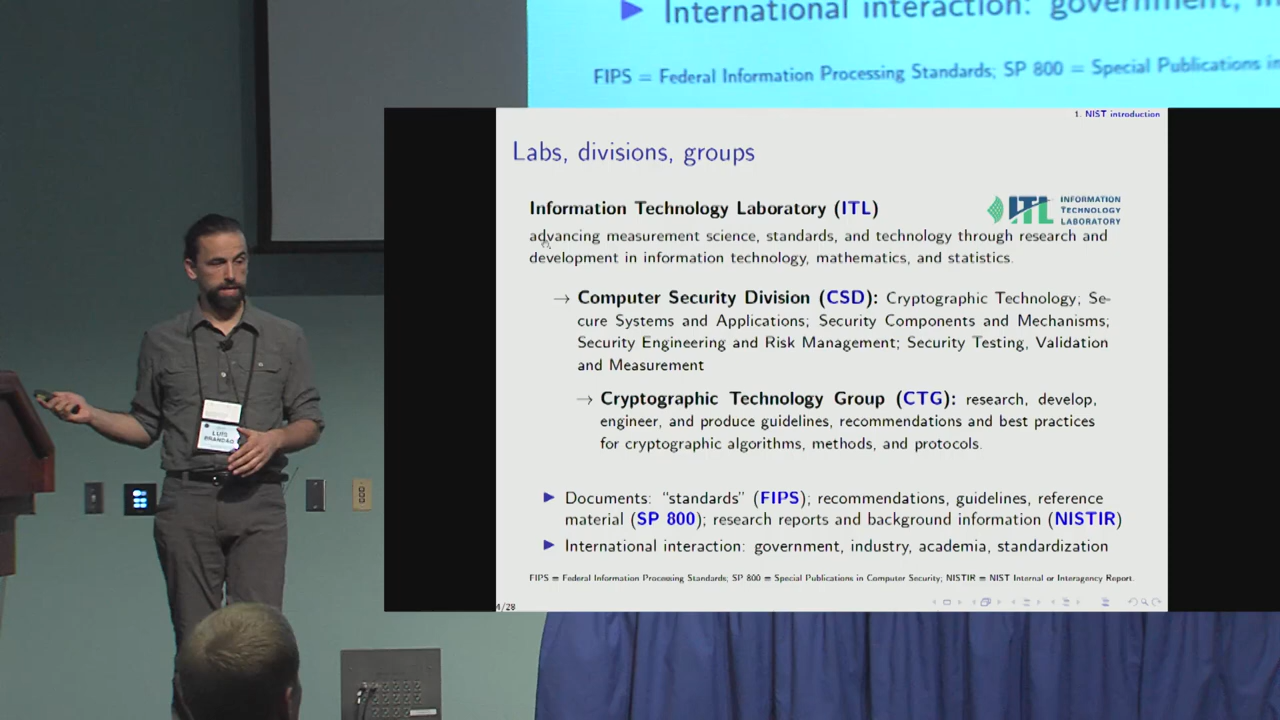 International interaction: government,
FIPS = Federal Information Processing Standards; SP 800 = Special Publications in
1. NIST introduction
Labs, divisions, groups
Information Technology Laboratory (ITL)
ITL INFORMATION
TECHNOLOGY
LABORATORY
advancing measurement science, standards, and technology through research and
development in information technology, mathematics, and statistics.
→ Computer Security Division (CSD): Cryptographic Technology; Se-
cure Systems and Applications; Security Components and Mechanisms;
Security Engineering and Risk Management; Security Testing, Validation
and Measurement
→ Cryptographic Technology Group (CTG): research, develop,
engineer, and produce guidelines, recommendations and best practices
for cryptographic algorithms, methods, and protocols.
Documents: “standards” (FIPS); recommendations, guidelines, reference
material (SP 800); research reports and background information (NISTIR)
International interaction: government, industry, academia, standardization
FIPS = Federal Information Processing Standards; SP 800 = Special Publications in Computer Security; NISTIR = NIST Internal or Interagency Report.
4/28
LUIS
BRANDAO